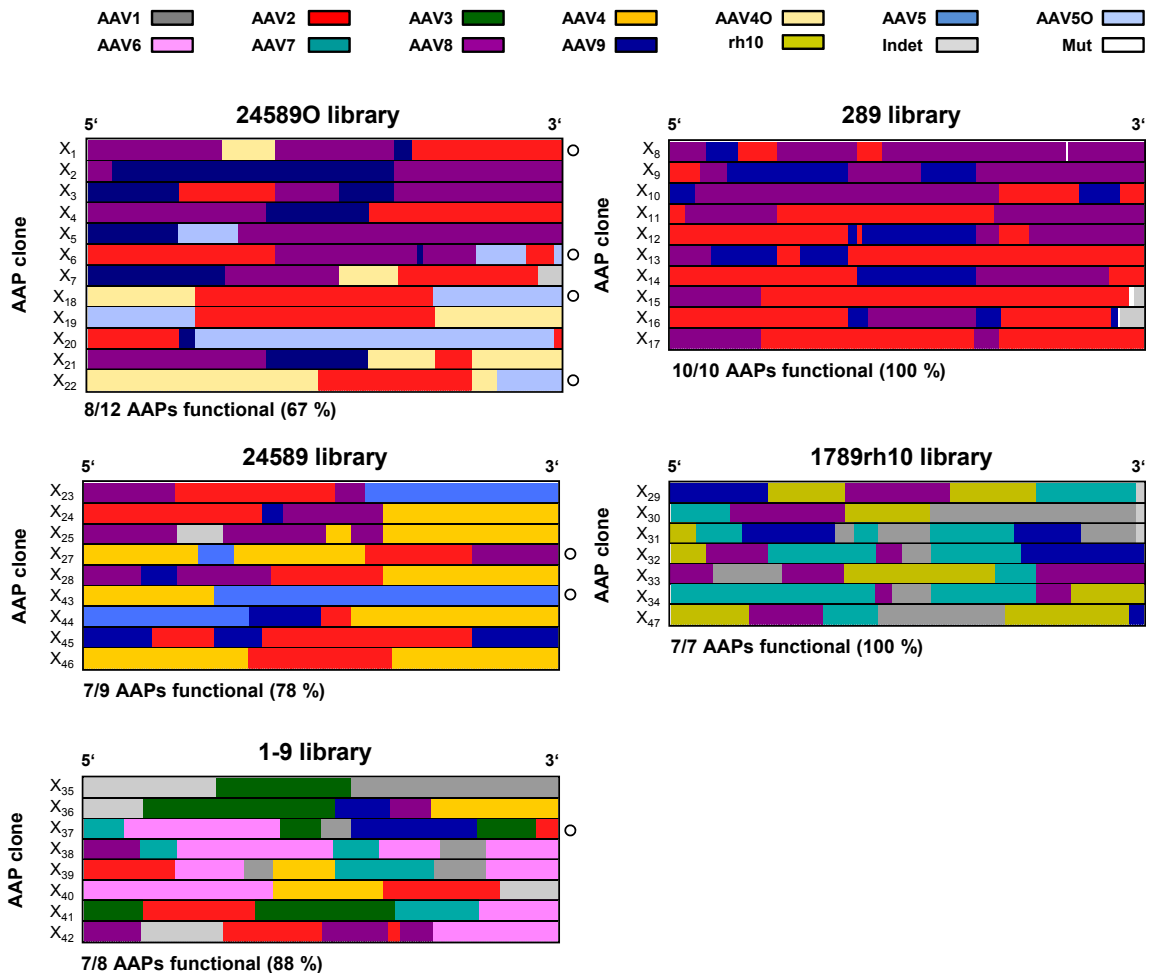 AAV1 AAV2 AAV3 AAV4 AAV4O AAV5 AAV5O
AAV6 AAV7 AAV8 AAV9 rh10 Indet Mut
24589O library
5‘ 3‘
AAP clone
X1
X2
X3
X4
X5
X6
X7
X18
X19
X20
X21
X22
8/12 AAPs functional (67 %)
289 library
5‘ 3‘
AAP clone
X8
X9
X10
X11
X12
X13
X14
X15
X16
X17
10/10 AAPs functional (100 %)
24589 library
5‘ 3‘
AAP clone
X23
X24
X25
X27
X28
X43
X44
X45
X46
7/9 AAPs functional (78 %)
1789rh10 library
5‘ 3‘
AAP clone
X29
X30
X31
X32
X33
X34
X47
7/7 AAPs functional (100 %)
1-9 library
5‘ 3‘
AAP clone
X35
X36
X37
X38
X39
X40
X41
X42
7/8 AAPs functional (88 %)